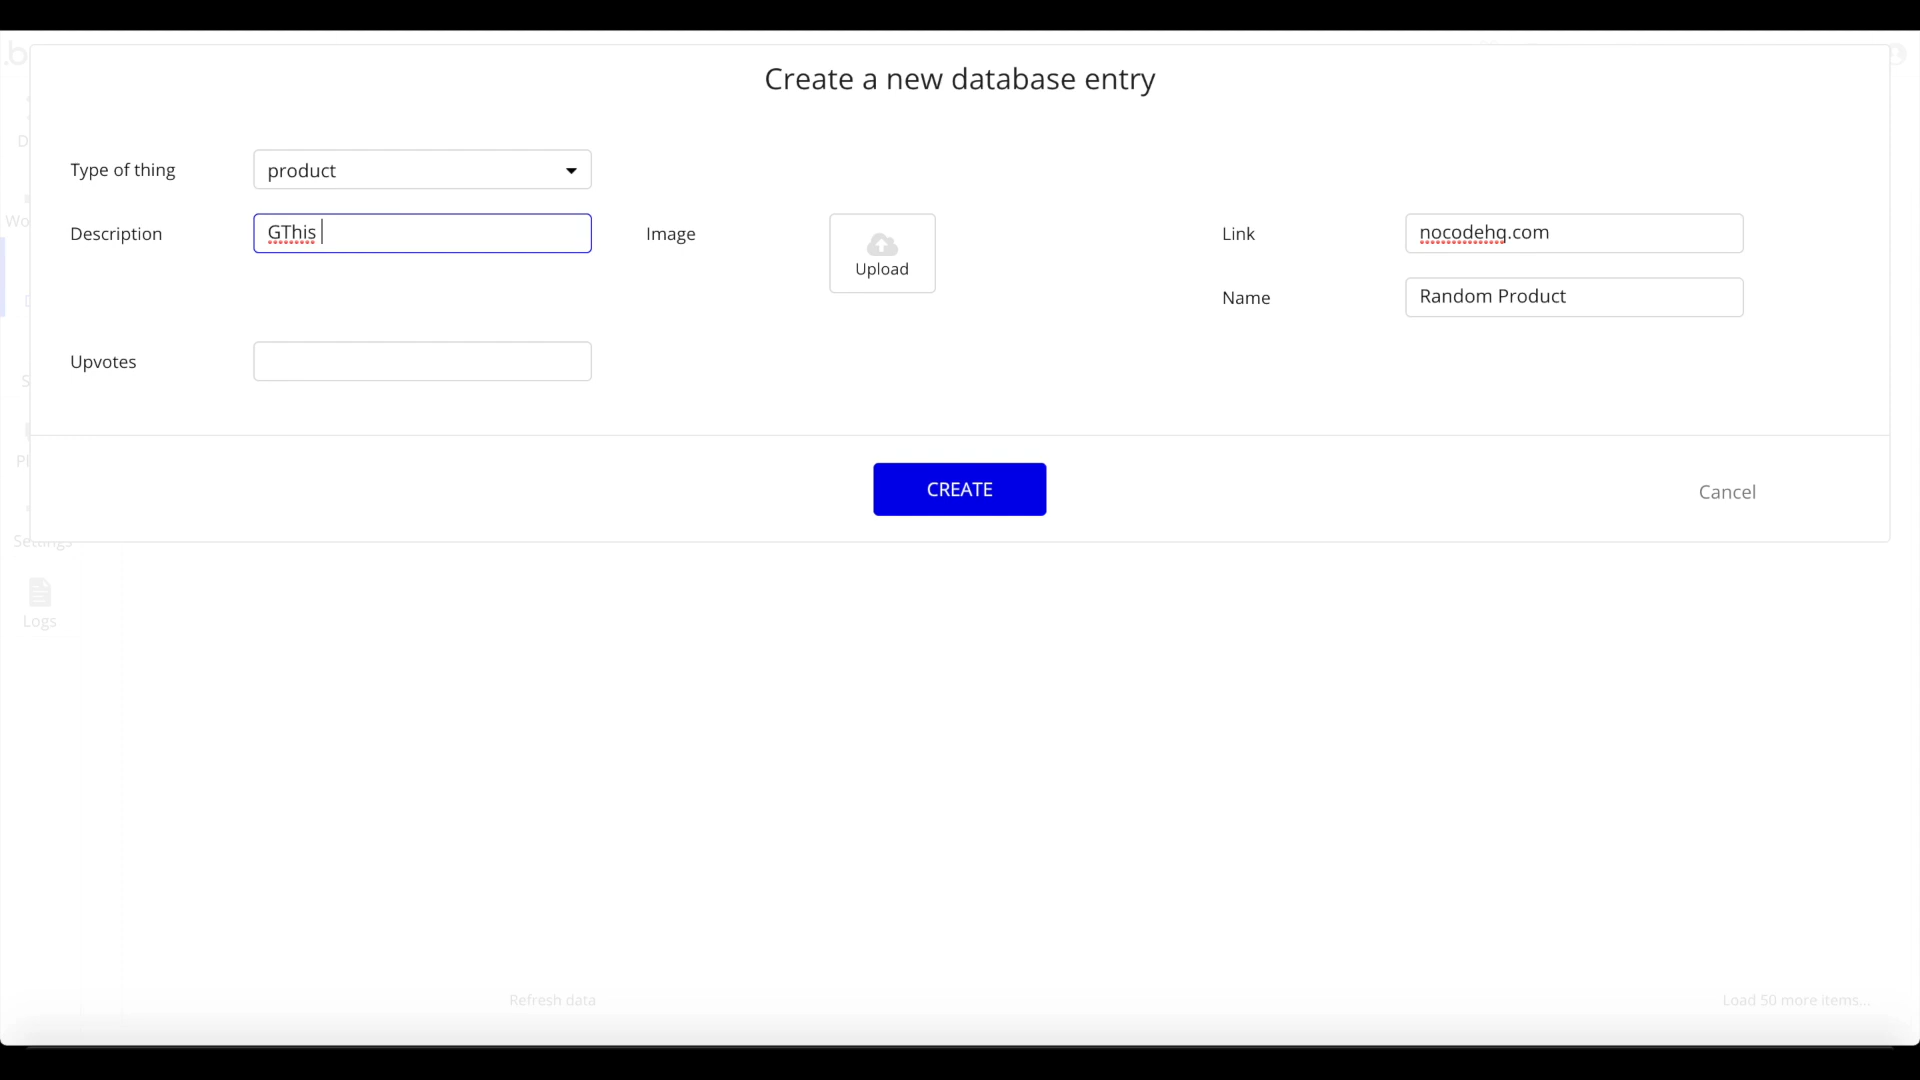 Create a new database entry
Type of thing
product
Description
GThis
Image
Upload
Link
nocodehq.com
Name
Random Product
Upvotes
CREATE
Cancel
Settings
Logs
Refresh data
Load 50 more items...